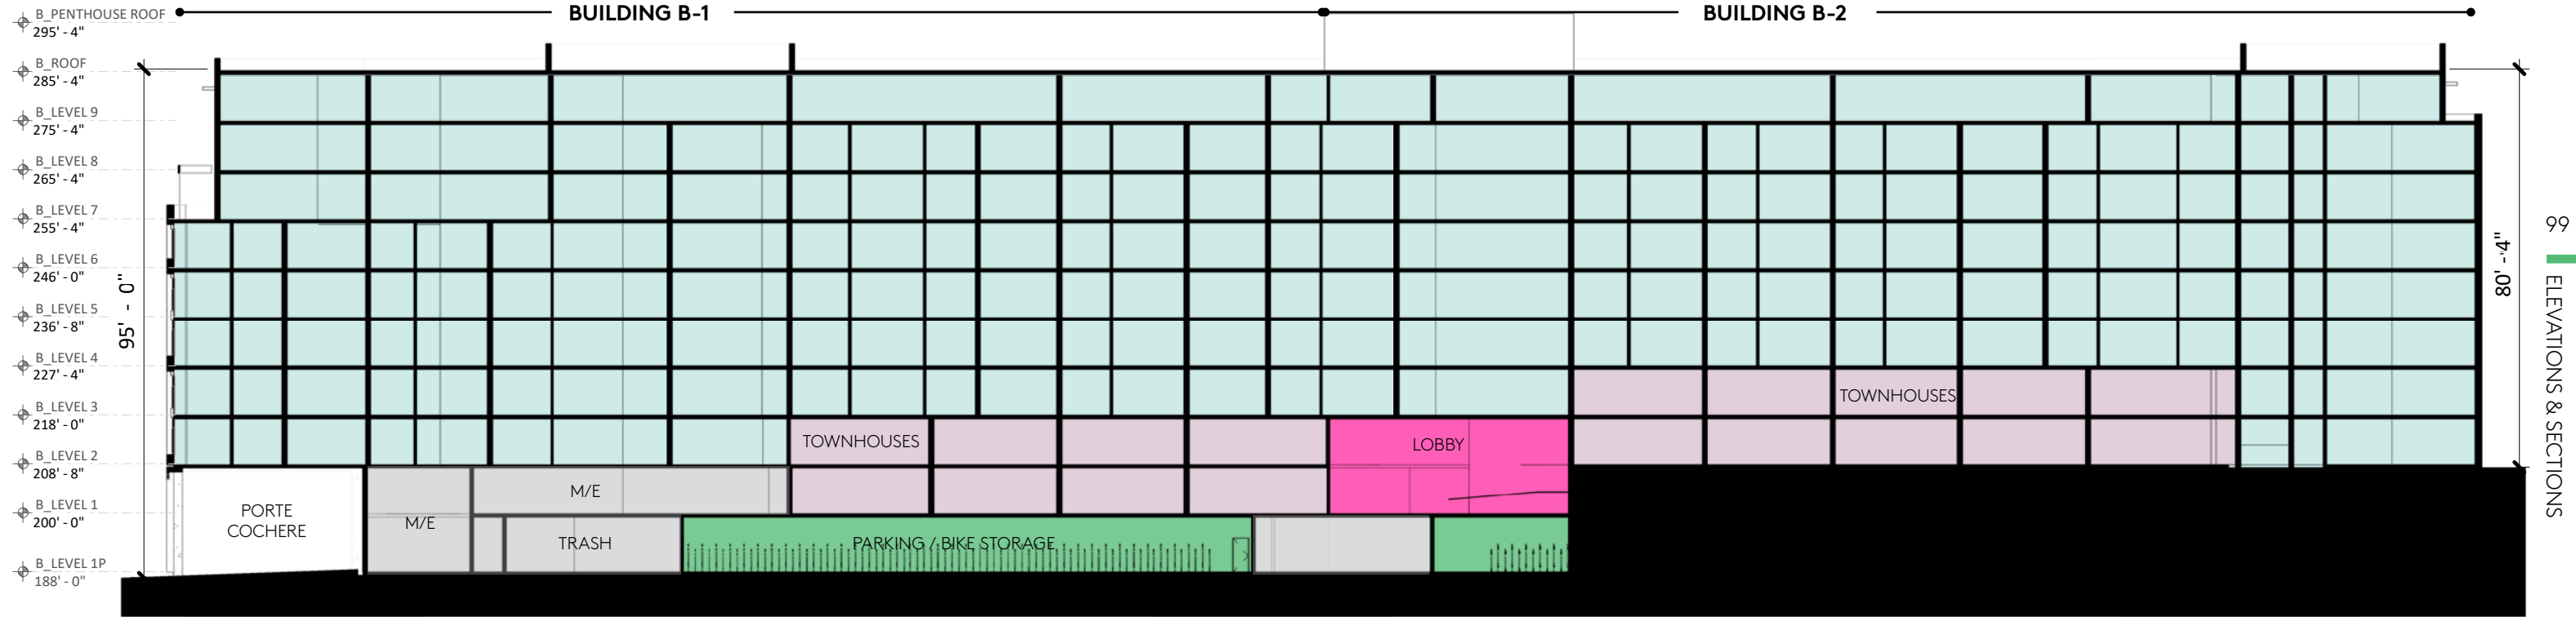 BUILDING B-1
BUILDING B-2
B_PENTHOUSE ROOF
295' - 4"
B_ROOF
285' - 4"
B_LEVEL 9
275' - 4"
B_LEVEL 8
265' - 4"
B_LEVEL 7
255' - 4"
B_LEVEL 6
246' - 0"
B_LEVEL 5
236' - 8"
B_LEVEL 4
227' - 4"
B_LEVEL 3
218' - 0"
B_LEVEL 2
208' - 8"
B_LEVEL 1
200' - 0"
B_LEVEL 1P
188' - 0"
95' - 0"
TOWNHOUSES
TOWNHOUSES
LOBBY
M/E
M/E
PORTE
COCHERE
TRASH
PARKING / BIKE STORAGE
80' -4"
99
ELEVATIONS & SECTIONS